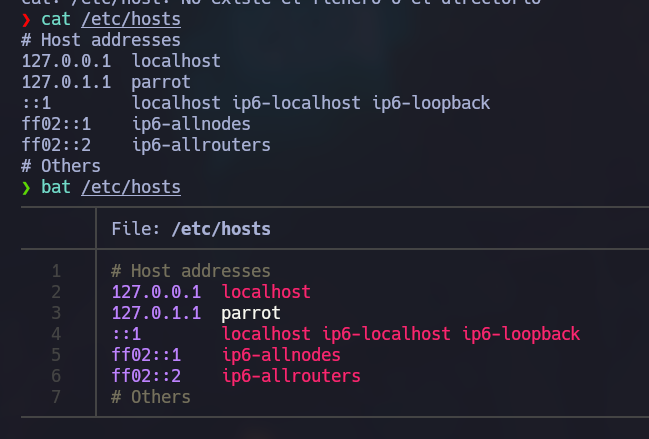 cat: /etc/host: No existe el fichero o el directorio
❯ cat /etc/hosts
# Host addresses
127.0.0.1  localhost
127.0.1.1  parrot
::1        localhost ip6-localhost ip6-loopback
ff02::1    ip6-allnodes
ff02::2    ip6-allrouters
# Others
❯ bat /etc/hosts
File: /etc/hosts
1 # Host addresses
2 127.0.0.1  localhost
3 127.0.1.1  parrot
4 ::1        localhost ip6-localhost ip6-loopback
5 ff02::1    ip6-allnodes
6 ff02::2    ip6-allrouters
7 # Others